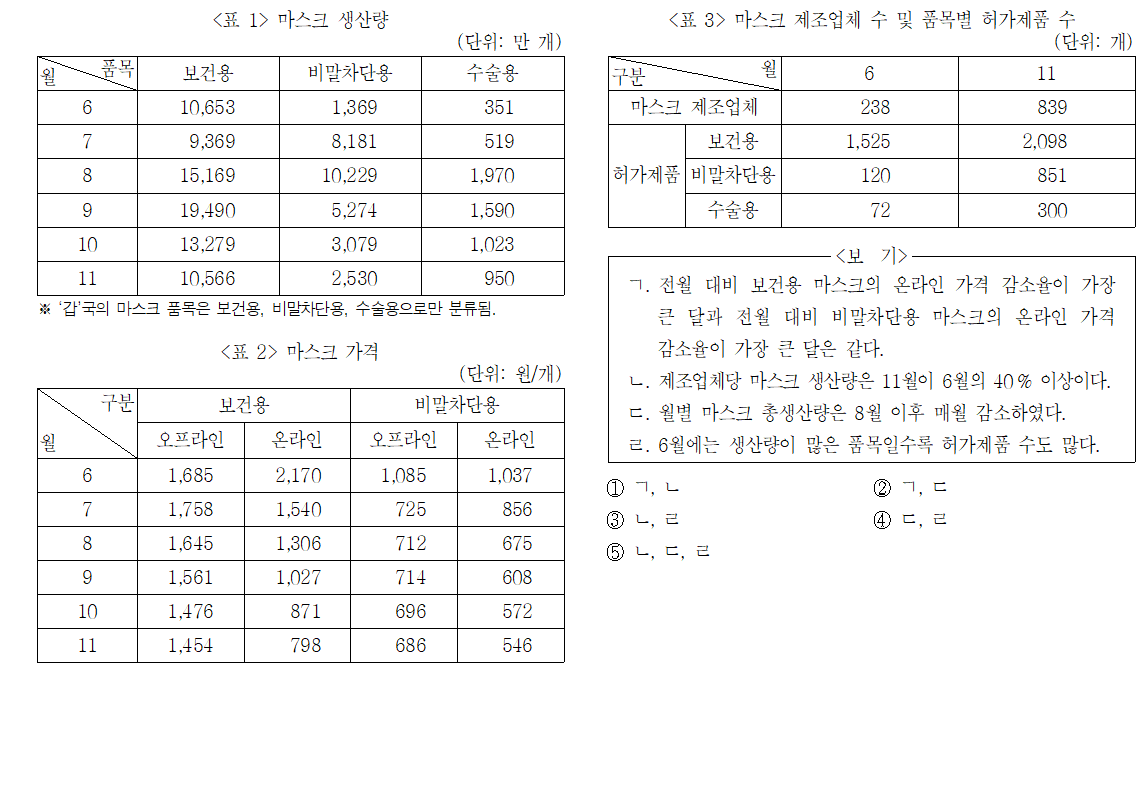 <표 1> 마스크 생산량
(단위: 만 개)
월 품목 보건용 비말차단용 수술용
6 10,653 1,369 351
7 9,369 8,181 519
8 15,169 10,229 1,970
9 19,490 5,274 1,590
10 13,279 3,079 1,023
11 10,566 2,530 950
※ ‘갑’국의 마스크 품목은 보건용, 비말차단용, 수술용으로만 분류됨.
<표 2> 마스크 가격
(단위: 원/개)
구분 보건용 비말차단용
월 오프라인 온라인 오프라인 온라인
6 1,685 2,170 1,085 1,037
7 1,758 1,540 725 856
8 1,645 1,306 712 675
9 1,561 1,027 714 608
10 1,476 871 696 572
11 1,454 798 686 546
<표 3> 마스크 제조업체 수 및 품목별 허가제품 수
(단위: 개)
구분 월 6 11
마스크 제조업체 238 839
보건용 1,525 2,098
허가제품 비말차단용 120 851
수술용 72 300
<보 기>
ㄱ. 전월 대비 보건용 마스크의 온라인 가격 감소율이 가장
큰 달과 전월 대비 비말차단용 마스크의 온라인 가격
감소율이 가장 큰 달은 같다.
ㄴ. 제조업체당 마스크 생산량은 11월이 6월의 40% 이상이다.
ㄷ. 월별 마스크 총생산량은 8월 이후 매월 감소하였다.
ㄹ. 6월에는 생산량이 많은 품목일수록 허가제품 수도 많다.
① ㄱ, ㄴ ② ㄱ, ㄷ
③ ㄴ, ㄹ ④ ㄷ, ㄹ
⑤ ㄴ, ㄷ, ㄹ